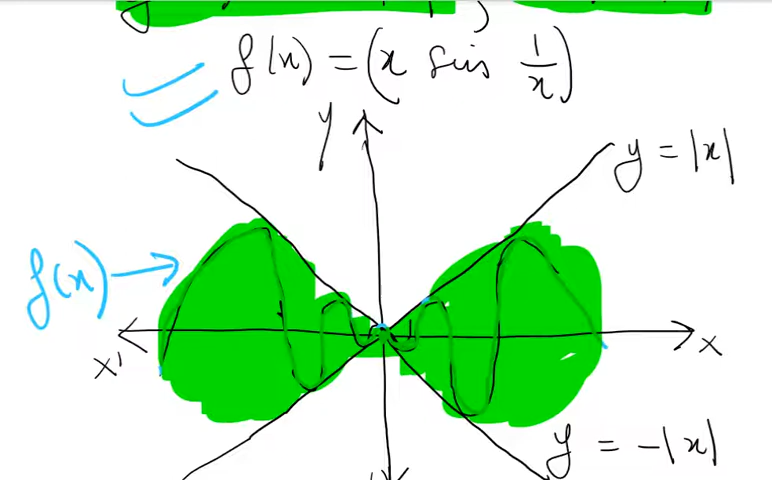 f(x) = (x sin 1/x)
y
y = |x|
f(x)
x'
x
y = -|x|